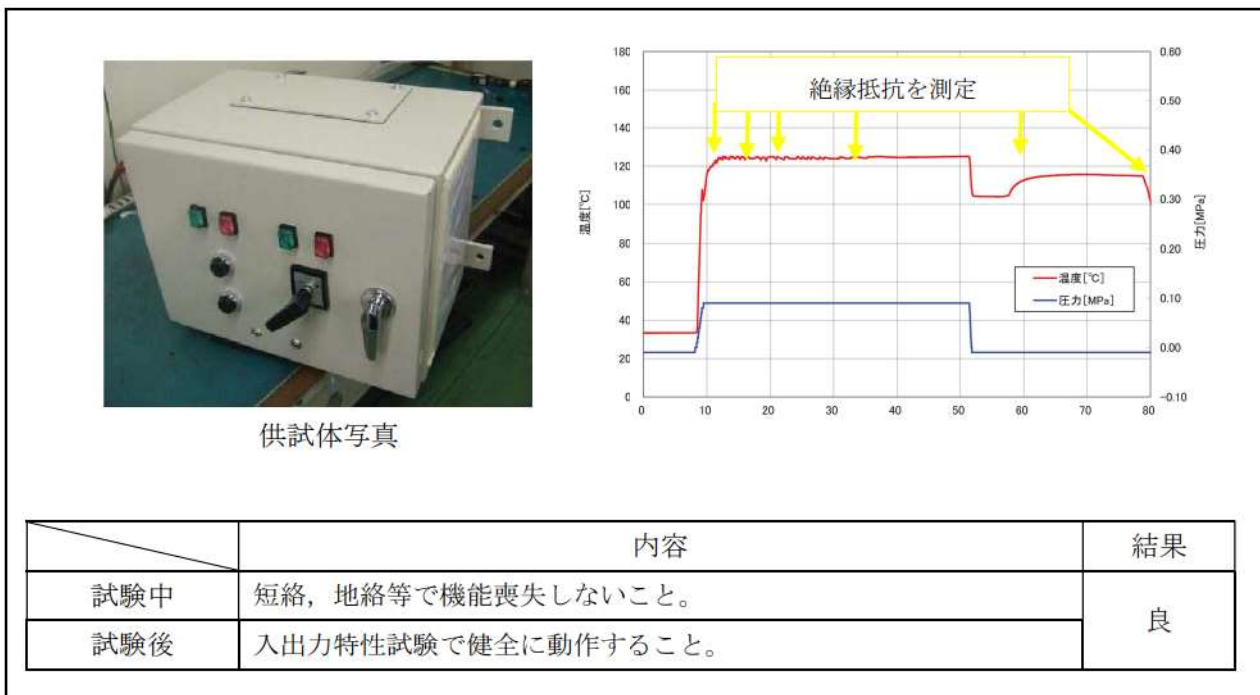 絶縁抵抗を測定
180
160
140
120
100
80
60
40
20
0
温度[℃]
0.60
0.50
0.40
0.30
0.20
0.10
0.00
-0.10
圧力[MPa]
温度[℃]
圧力[MPa]
0 10 20 30 40 50 60 70 80
供試体写真
内容 結果
試験中 短絡，地絡等で機能喪失しないこと。
良
試験後 入出力特性試験で健全に動作すること。